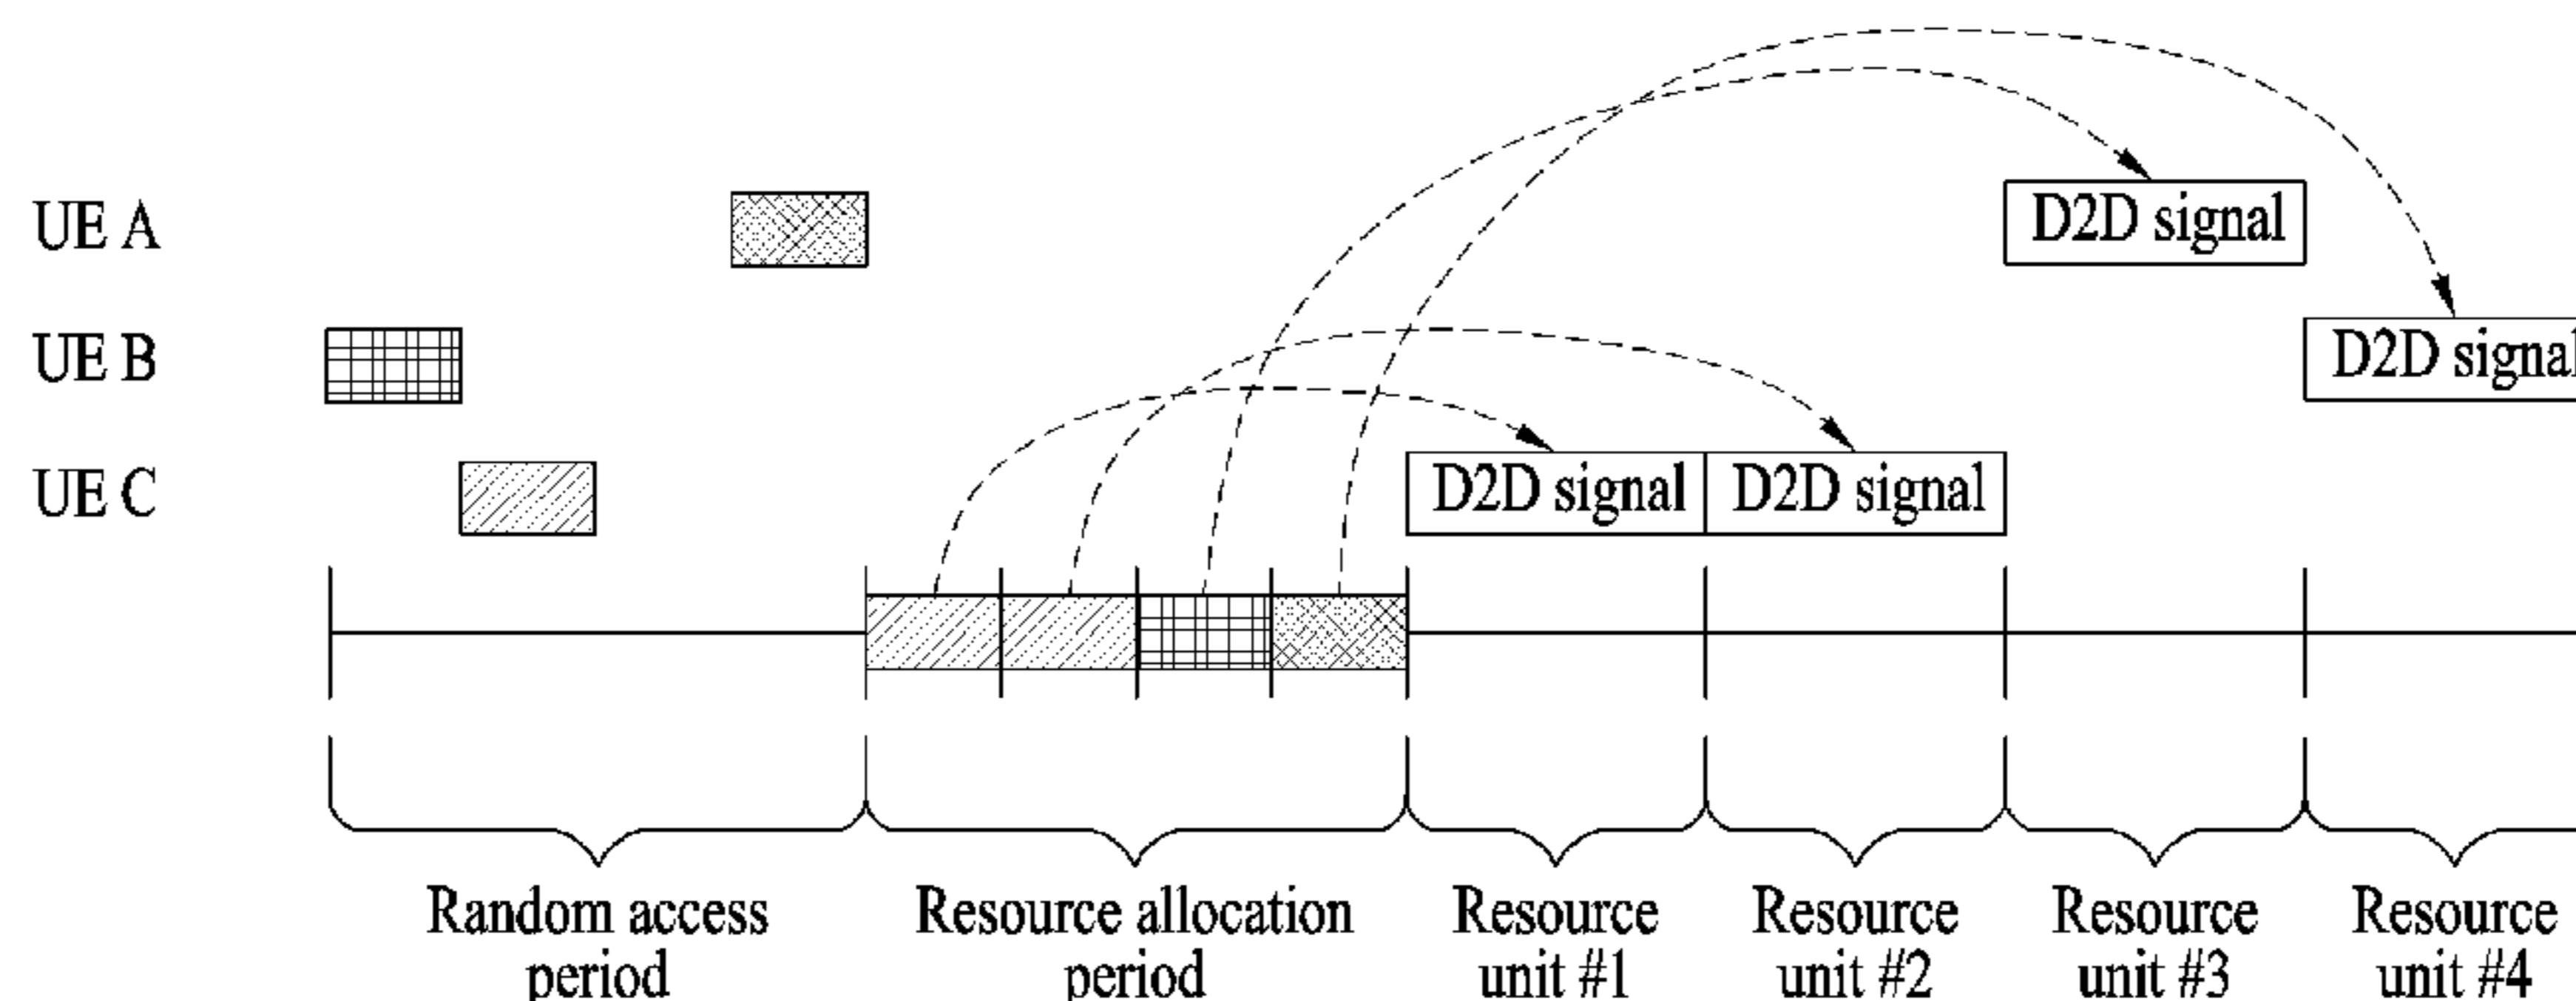 UE A
D2D signal
UE B
D2D signal
UE C
D2D signal
D2D signal
Random access
period
Resource allocation
period
Resource
unit #1
Resource
unit #2
Resource
unit #3
Resource
unit #4